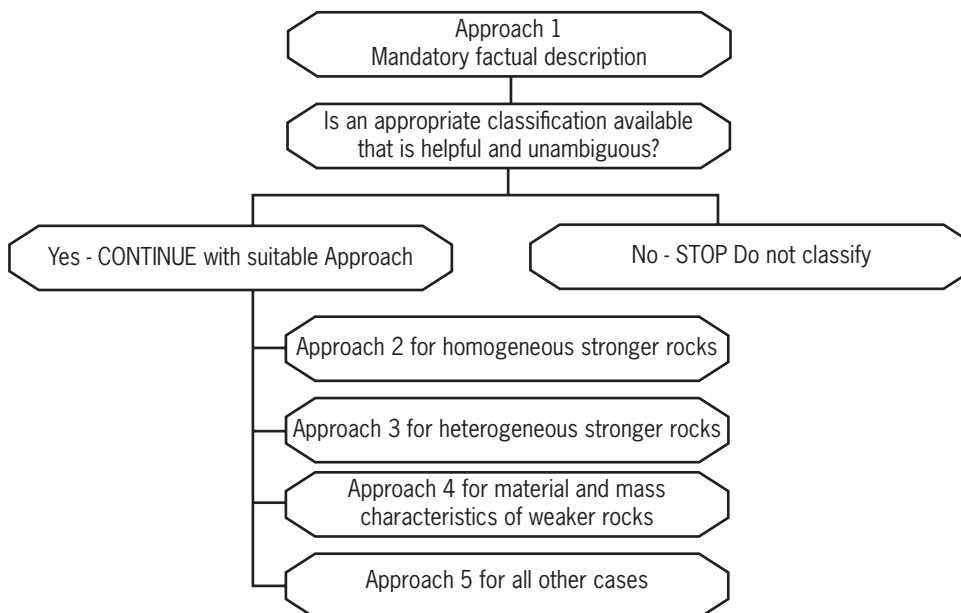 Approach 1
Mandatory factual description
Is an appropriate classification available
that is helpful and unambiguous?
Yes - CONTINUE with suitable Approach
No - STOP Do not classify
Approach 2 for homogeneous stronger rocks
Approach 3 for heterogeneous stronger rocks
Approach 4 for material and mass
characteristics of weaker rocks
Approach 5 for all other cases